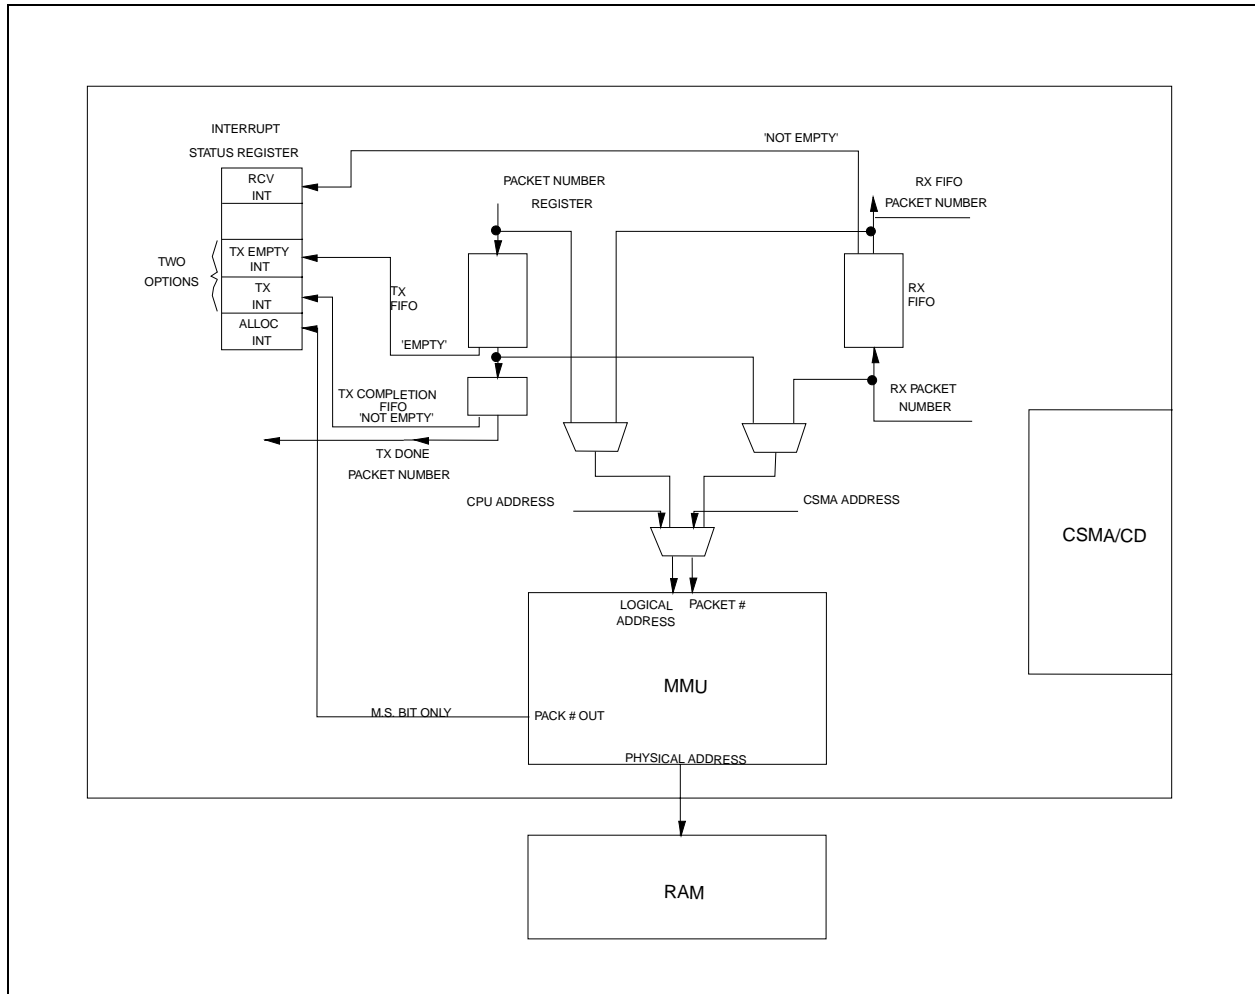 INTERRUPT
STATUS REGISTER
RCV
INT
TX EMPTY
INT
TX
INT
ALLOC
INT
TWO
OPTIONS
'NOT EMPTY'
PACKET NUMBER
REGISTER
RX FIFO
PACKET NUMBER
TX
FIFO
RX
FIFO
'EMPTY'
TX COMPLETION
FIFO
'NOT EMPTY'
RX PACKET
NUMBER
TX DONE
PACKET NUMBER
CPU ADDRESS
CSMA ADDRESS
CSMA/CD
LOGICAL
ADDRESS
PACKET #
MMU
M.S. BIT ONLY
PACK # OUT
PHYSICAL ADDRESS
RAM